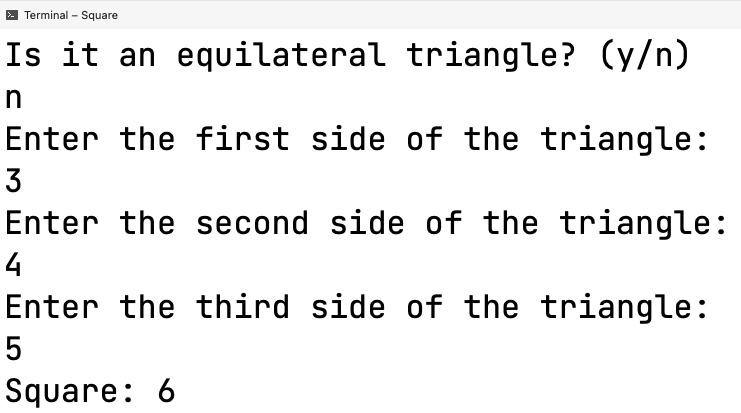 Terminal – Square
Is it an equilateral triangle? (y/n)
n
Enter the first side of the triangle:
3
Enter the second side of the triangle:
4
Enter the third side of the triangle:
5
Square: 6